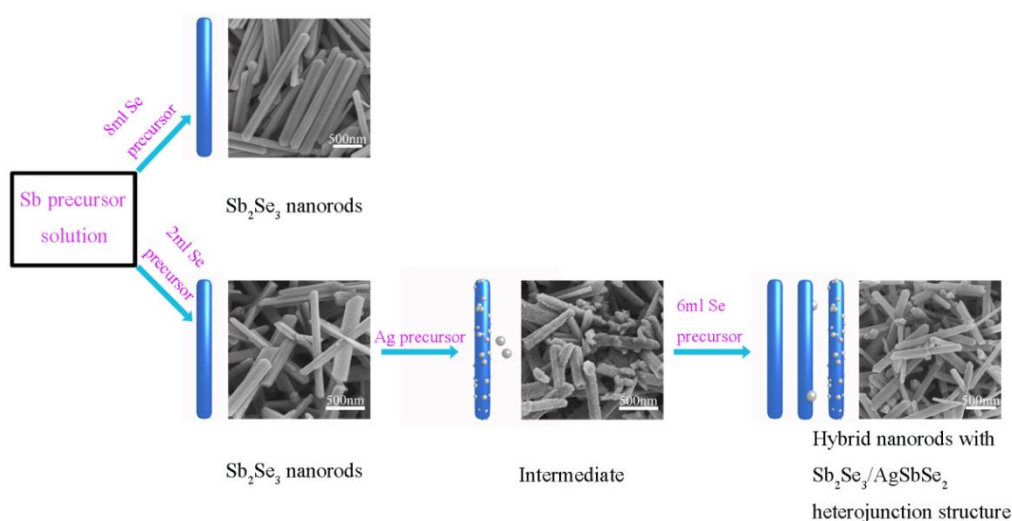 8ml Se
precursor
500nm
Sb₂Se₃ nanorods
Sb precursor
solution
2ml Se
precursor
500nm
Ag precursor
500nm
6ml Se
precursor
500nm
Sb₂Se₃ nanorods
Intermediate
Hybrid nanorods with
Sb₂Se₃/AgSbSe₂
heterojunction structure